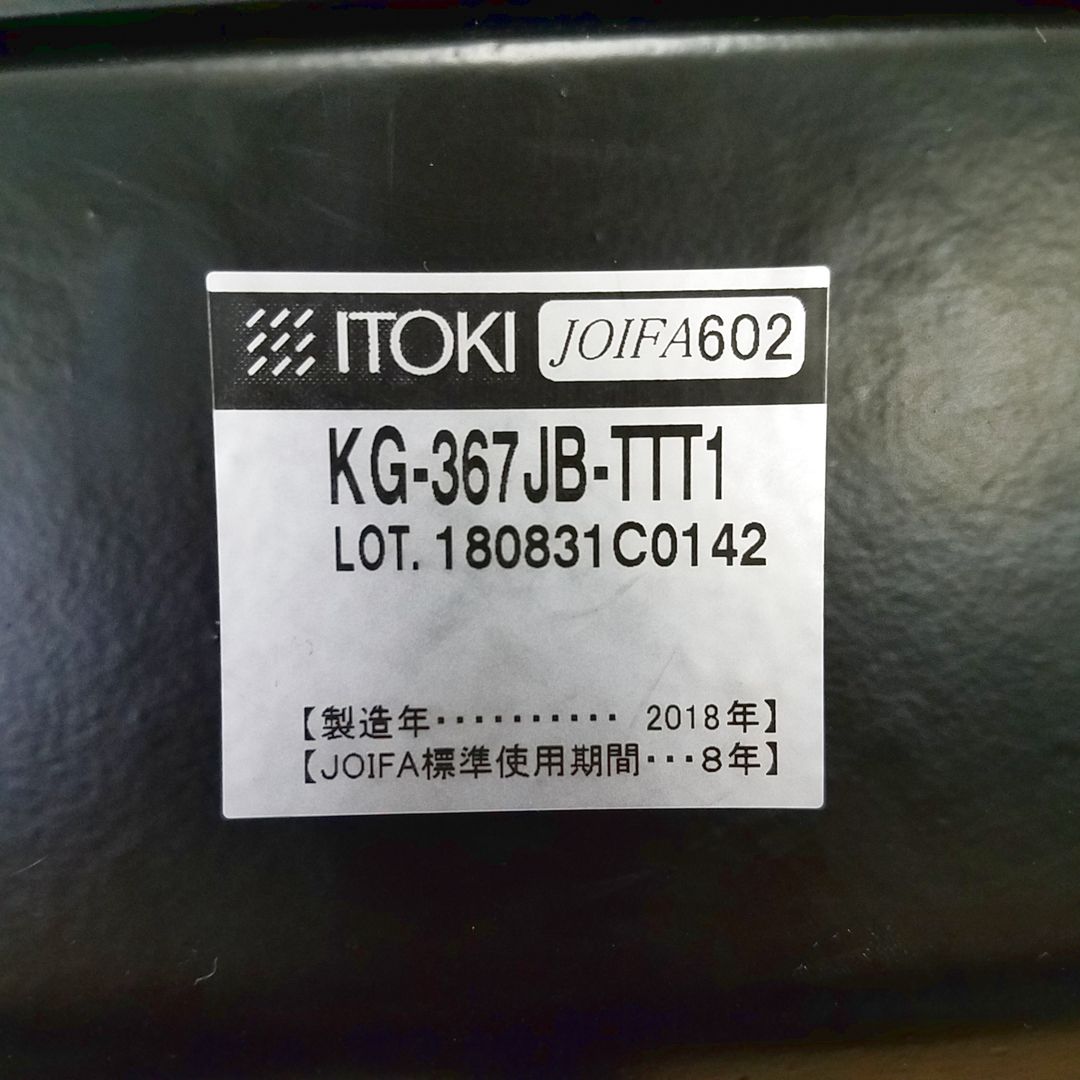 ITOKI JOIFA602
KG-367JB-TTT1
LOT. 180831C0142
【製造年‥‥‥‥‥ 2018年】
【JOIFA標準使用期間…8年】